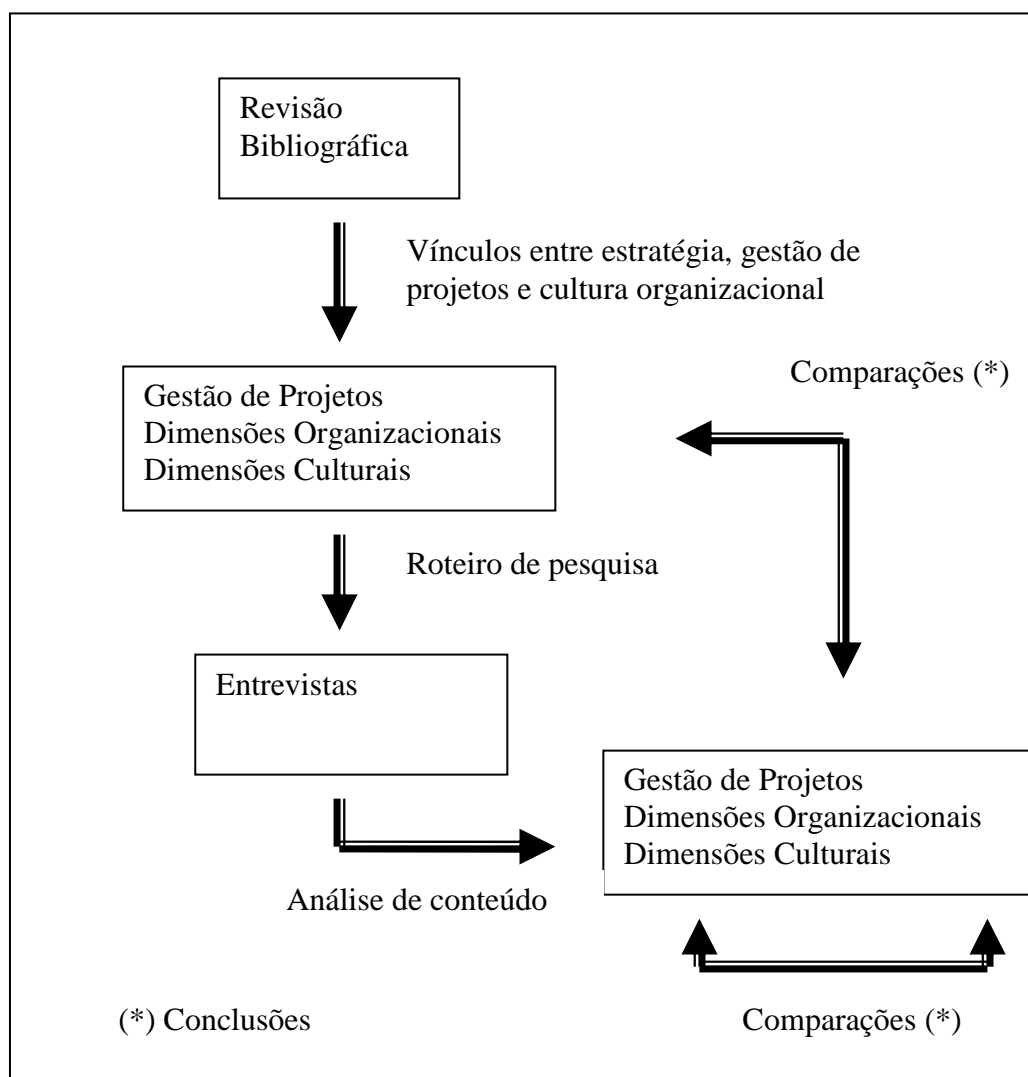 Revisão
Bibliográfica
Vínculos entre estratégia, gestão de
projetos e cultura organizacional
Comparações (*)
Gestão de Projetos
Dimensões Organizacionais
Dimensões Culturais
Roteiro de pesquisa
Entrevistas
Gestão de Projetos
Dimensões Organizacionais
Dimensões Culturais
Análise de conteúdo
(*) Conclusões
Comparações (*)